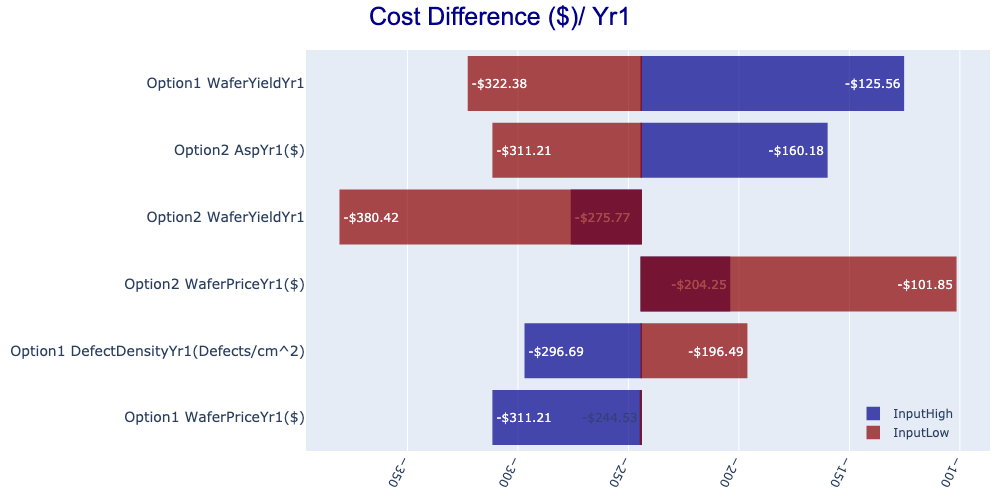 Cost Difference ($)/ Yr1
Option1 WaferYieldYr1
-$322.38
-$125.56
Option2 AspYr1($)
-$311.21
-$160.18
Option2 WaferYieldYr1
-$380.42
-$275.77
Option2 WaferPriceYr1($)
-$204.25
-$101.85
Option1 DefectDensityYr1(Defects/cm^2)
-$296.69
-$196.49
Option1 WaferPriceYr1($)
-$311.21
-$244.53
InputHigh
InputLow
−350
−300
−250
−200
−150
−100